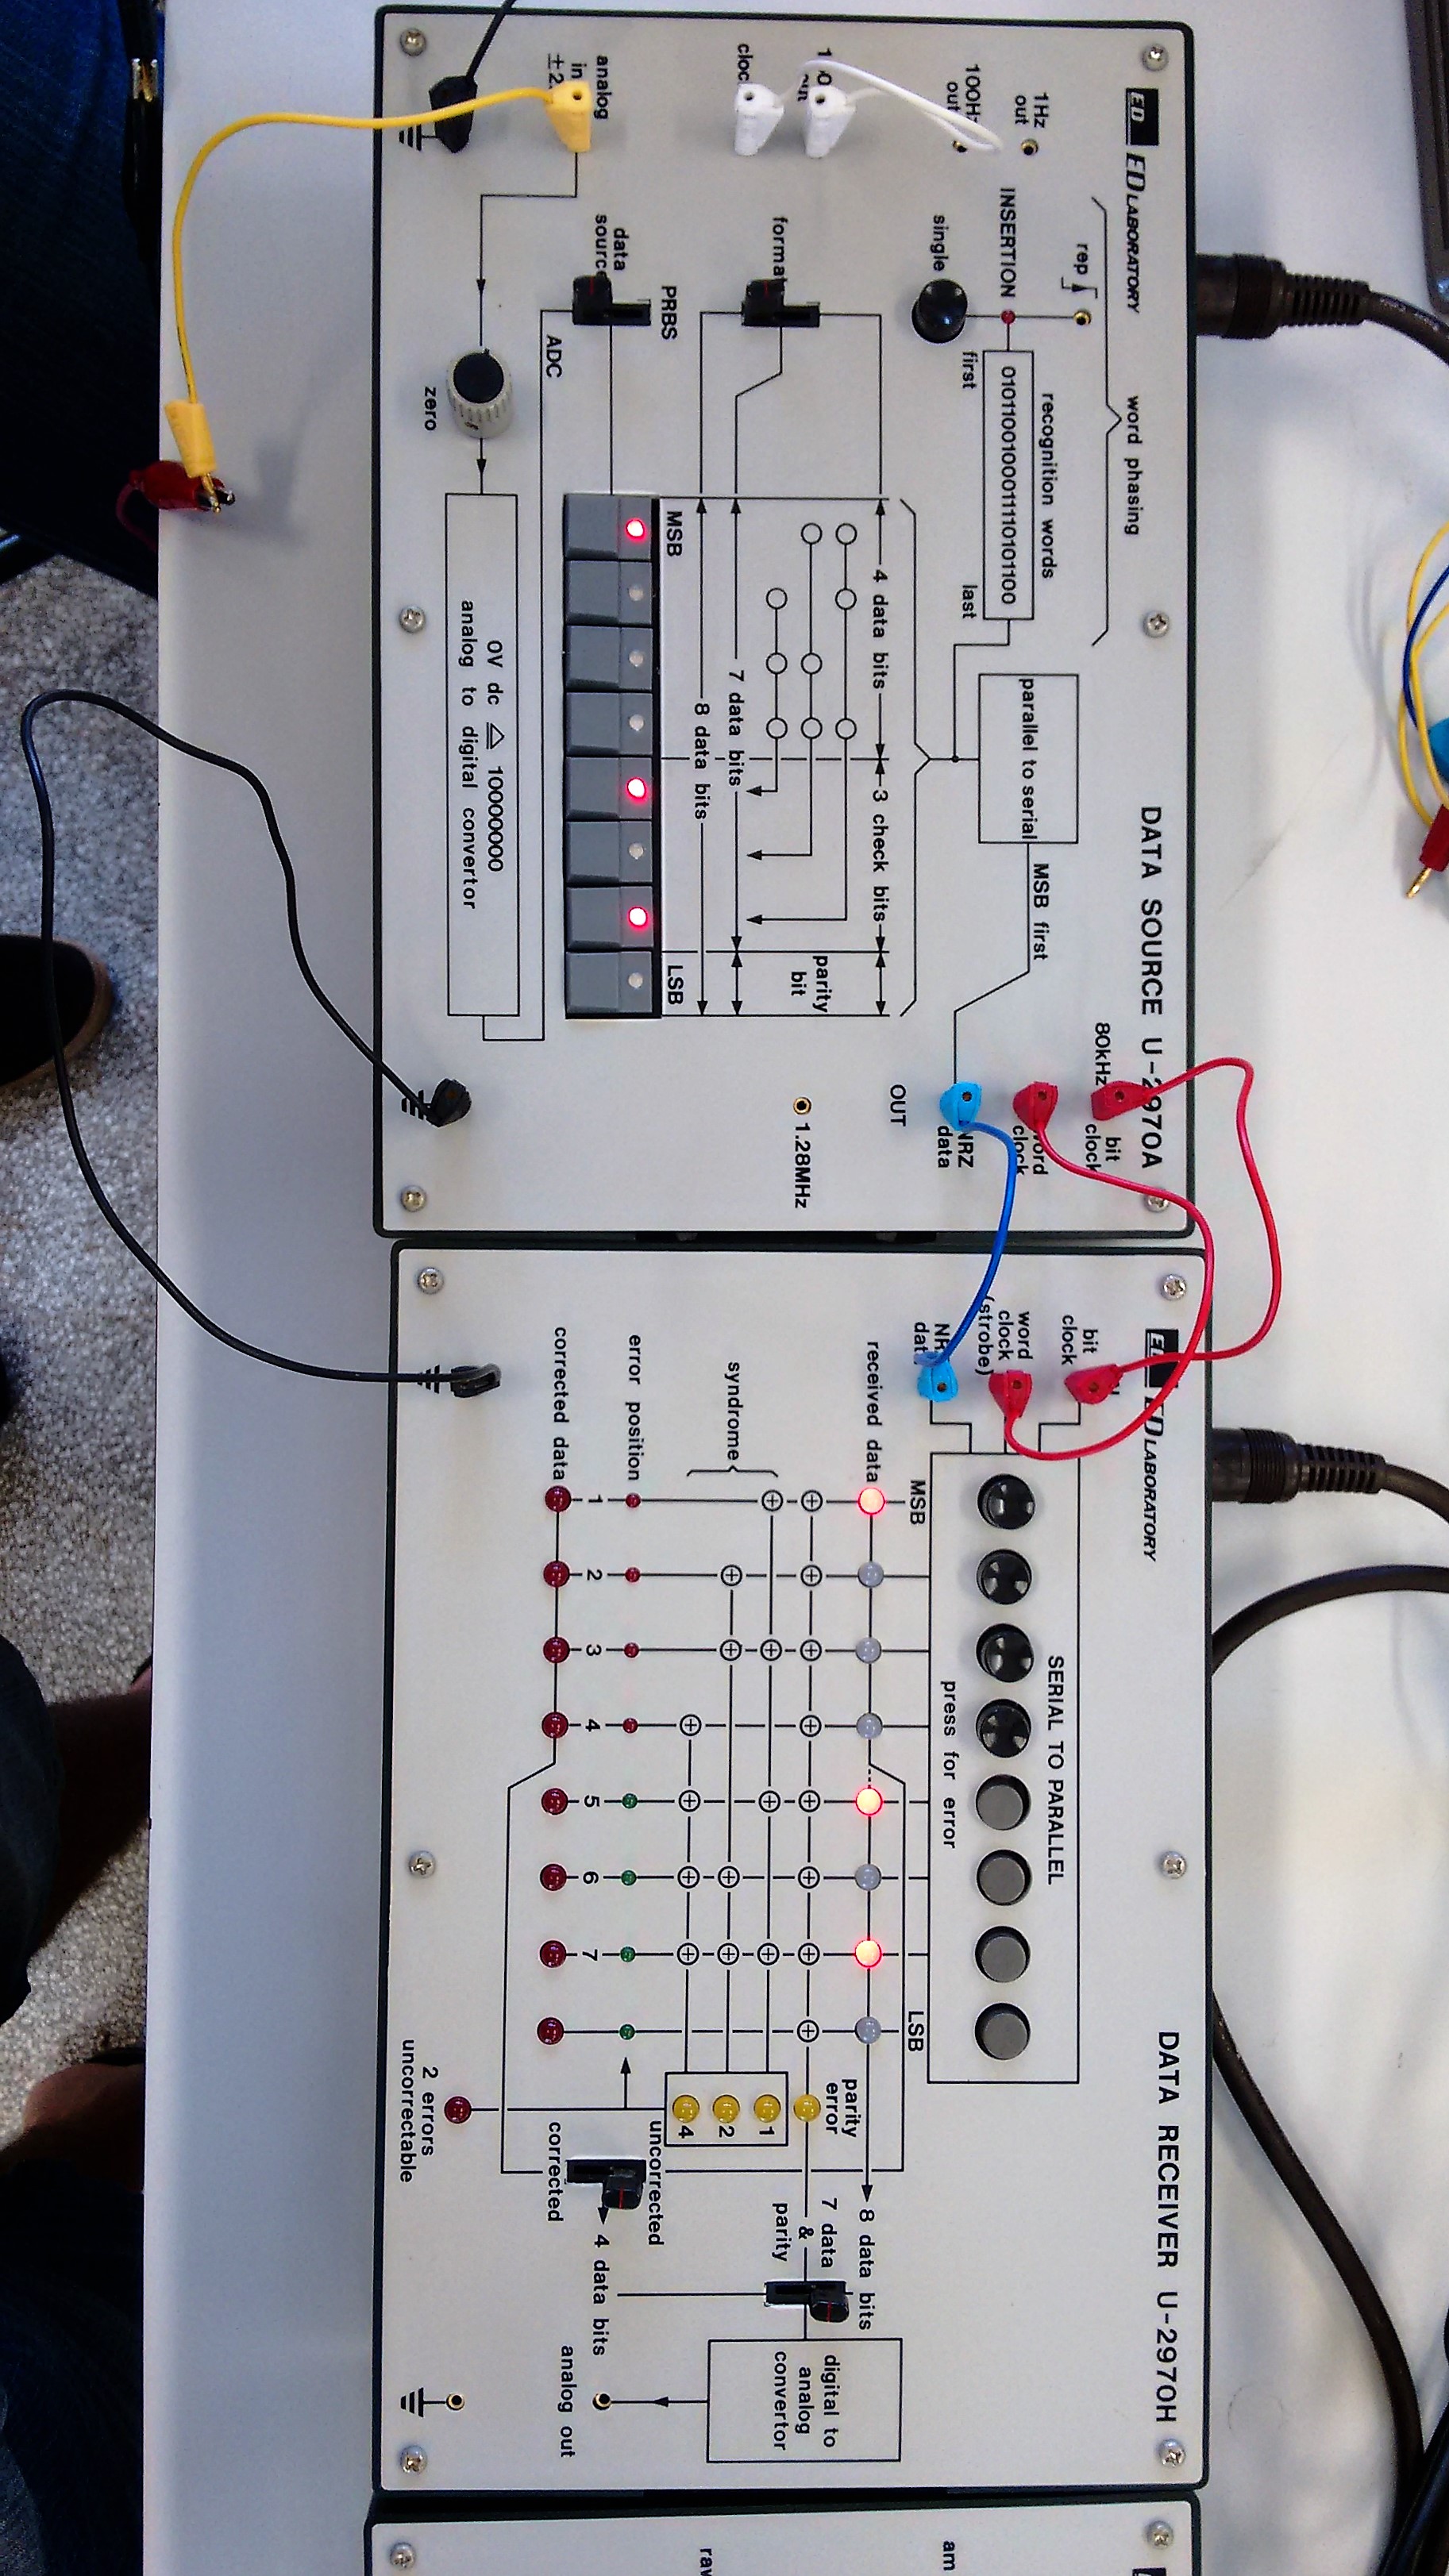 ED
ED LABORATORY
DATA SOURCE U-2970A
word phasing
1Hz
out
100Hz
out
rep
INSERTION
single
recognition words
01011001000111101 01100
first
last
parallel to serial
MSB first
80kHz
bit
clock
word
clock
NRZ
data
OUT
1.28MHz
format
4 data bits
3 check bits
parity
bit
7 data bits
8 data bits
MSB
LSB
data
source
PRBS
ADC
analog
in
zero
0V dc ≙ 10000000
analog to digital convertor
ED LABORATORY
DATA RECEIVER U-2970H
bit
clock
word
clock
(strobe)
data
SERIAL TO PARALLEL
press for error
MSB
LSB
received data
syndrome
error position
corrected data
1
2
3
4
5
6
7
parity
error
1
2
4
uncorrected
corrected
2 errors
uncorrectable
8 data bits
7 data
&
parity
4 data bits
digital to
analog
convertor
analog out
am